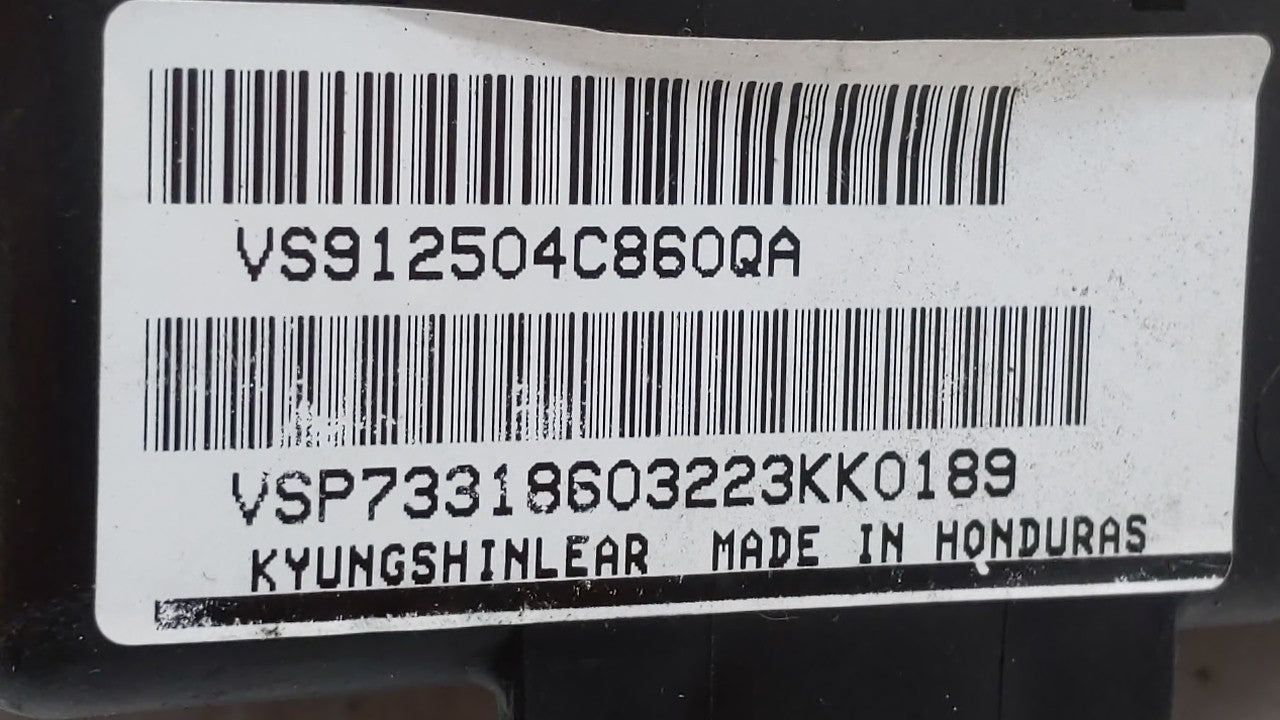 VS912504C860QA
VSP73318603223KK0189
KYUNGSHINLEAR MADE IN HONDURAS